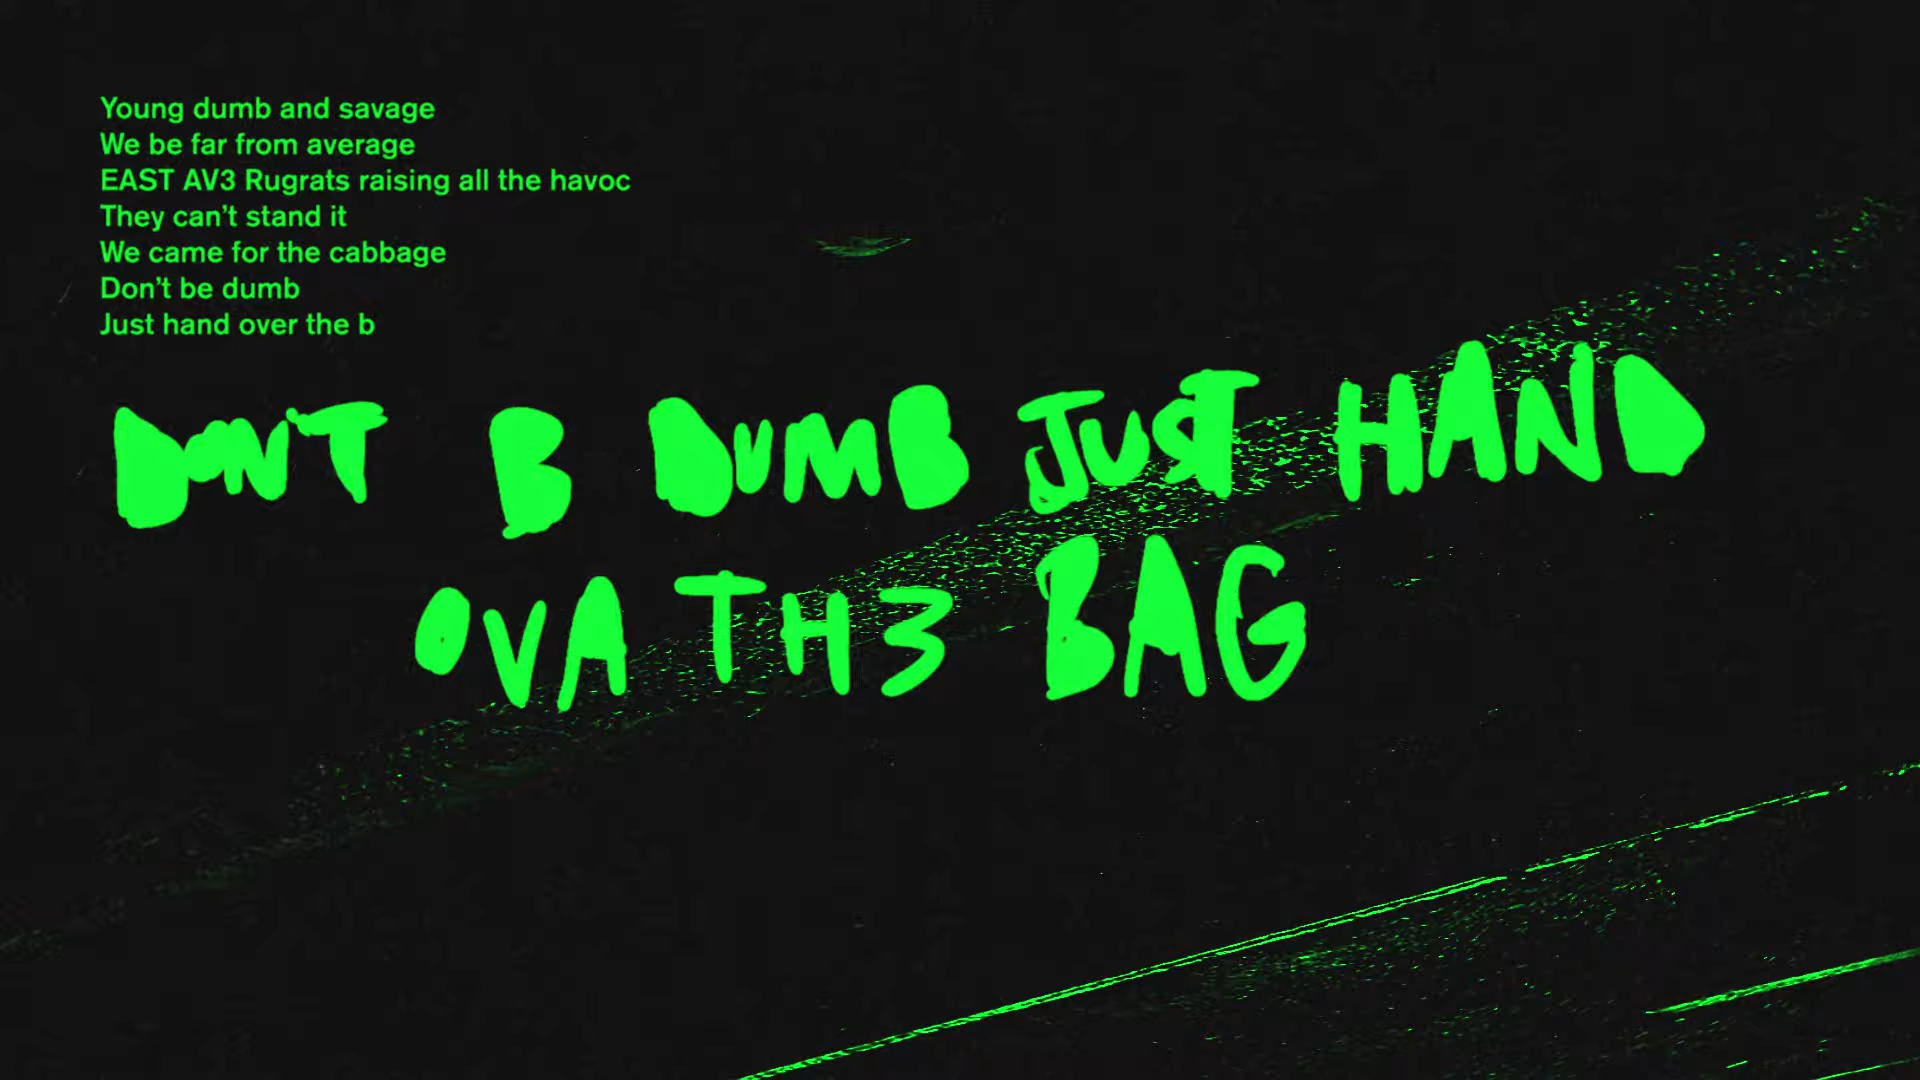 Young dumb and savage
We be far from average
EAST AV3 Rugrats raising all the havoc
They can't stand it
We came for the cabbage
Don't be dumb
Just hand over the b
DON'T B DUMB JUST HAND
OVA TH3 BAG